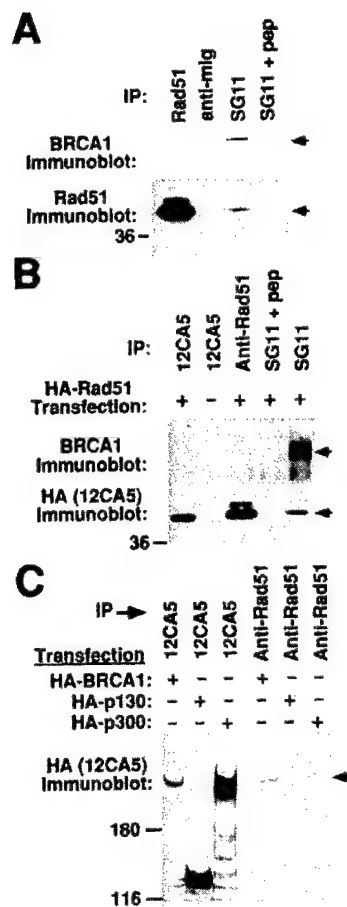 A
IP:
Rad51
anti-mIg
SG11
SG11 + pep
BRCA1
Immunoblot:
Rad51
Immunoblot:
36
B
IP:
12CA5
12CA5
Anti-Rad51
SG11 + pep
SG11
HA-Rad51
Transfection: + - + + +
BRCA1
Immunoblot:
HA (12CA5)
Immunoblot:
36
C
IP
12CA5
12CA5
12CA5
Anti-Rad51
Anti-Rad51
Anti-Rad51
Transfection
HA-BRCA1: + - - + - -
HA-p130: - + - - + -
HA-p300: - - + - - +
HA (12CA5)
Immunoblot:
180
116